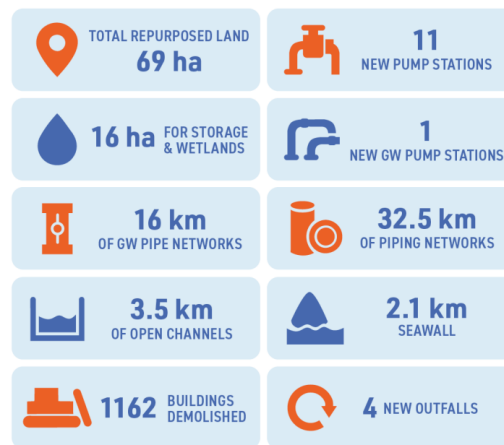 TOTAL REPURPOSED LAND
69 ha
11
NEW PUMP STATIONS
16 ha FOR STORAGE
& WETLANDS
1
NEW GW PUMP STATIONS
16 km
OF GW PIPE NETWORKS
32.5 km
OF PIPING NETWORKS
3.5 km
OF OPEN CHANNELS
2.1 km
SEAWALL
1162 BUILDINGS
DEMOLISHED
4 NEW OUTFALLS